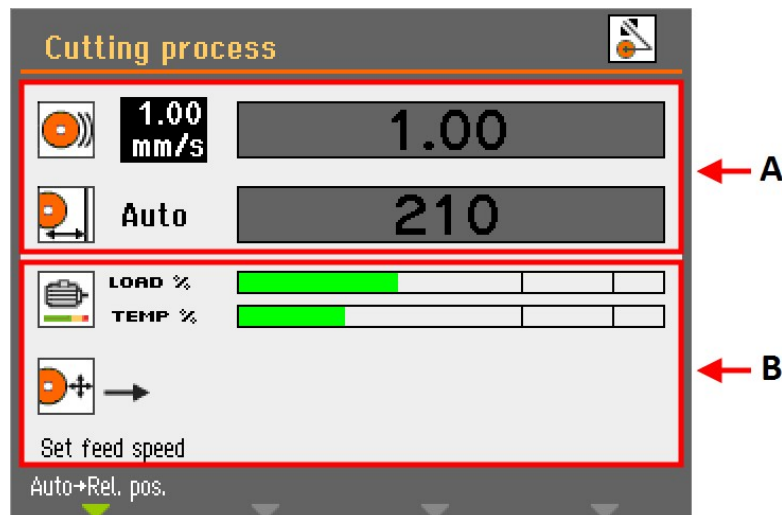 Cutting process
1.00
mm/s
1.00
A
Auto
210
LOAD %
TEMP %
B
Set feed speed
Auto→Rel. pos.